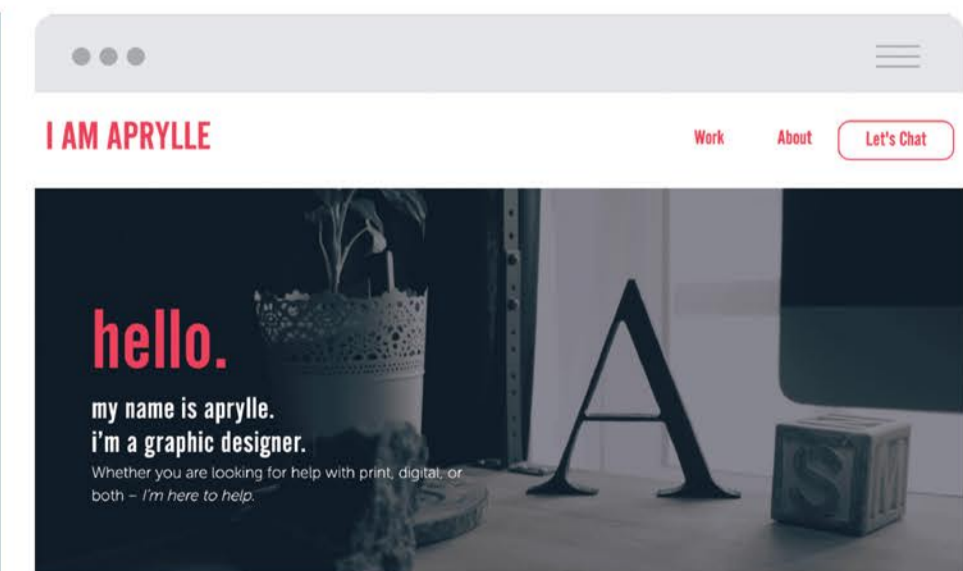 I AM APRYLLE
Work
About
Let's Chat
hello.
my name is aprylle.
i'm a graphic designer.
Whether you are looking for help with print, digital, or
both – I'm here to help.
A
S